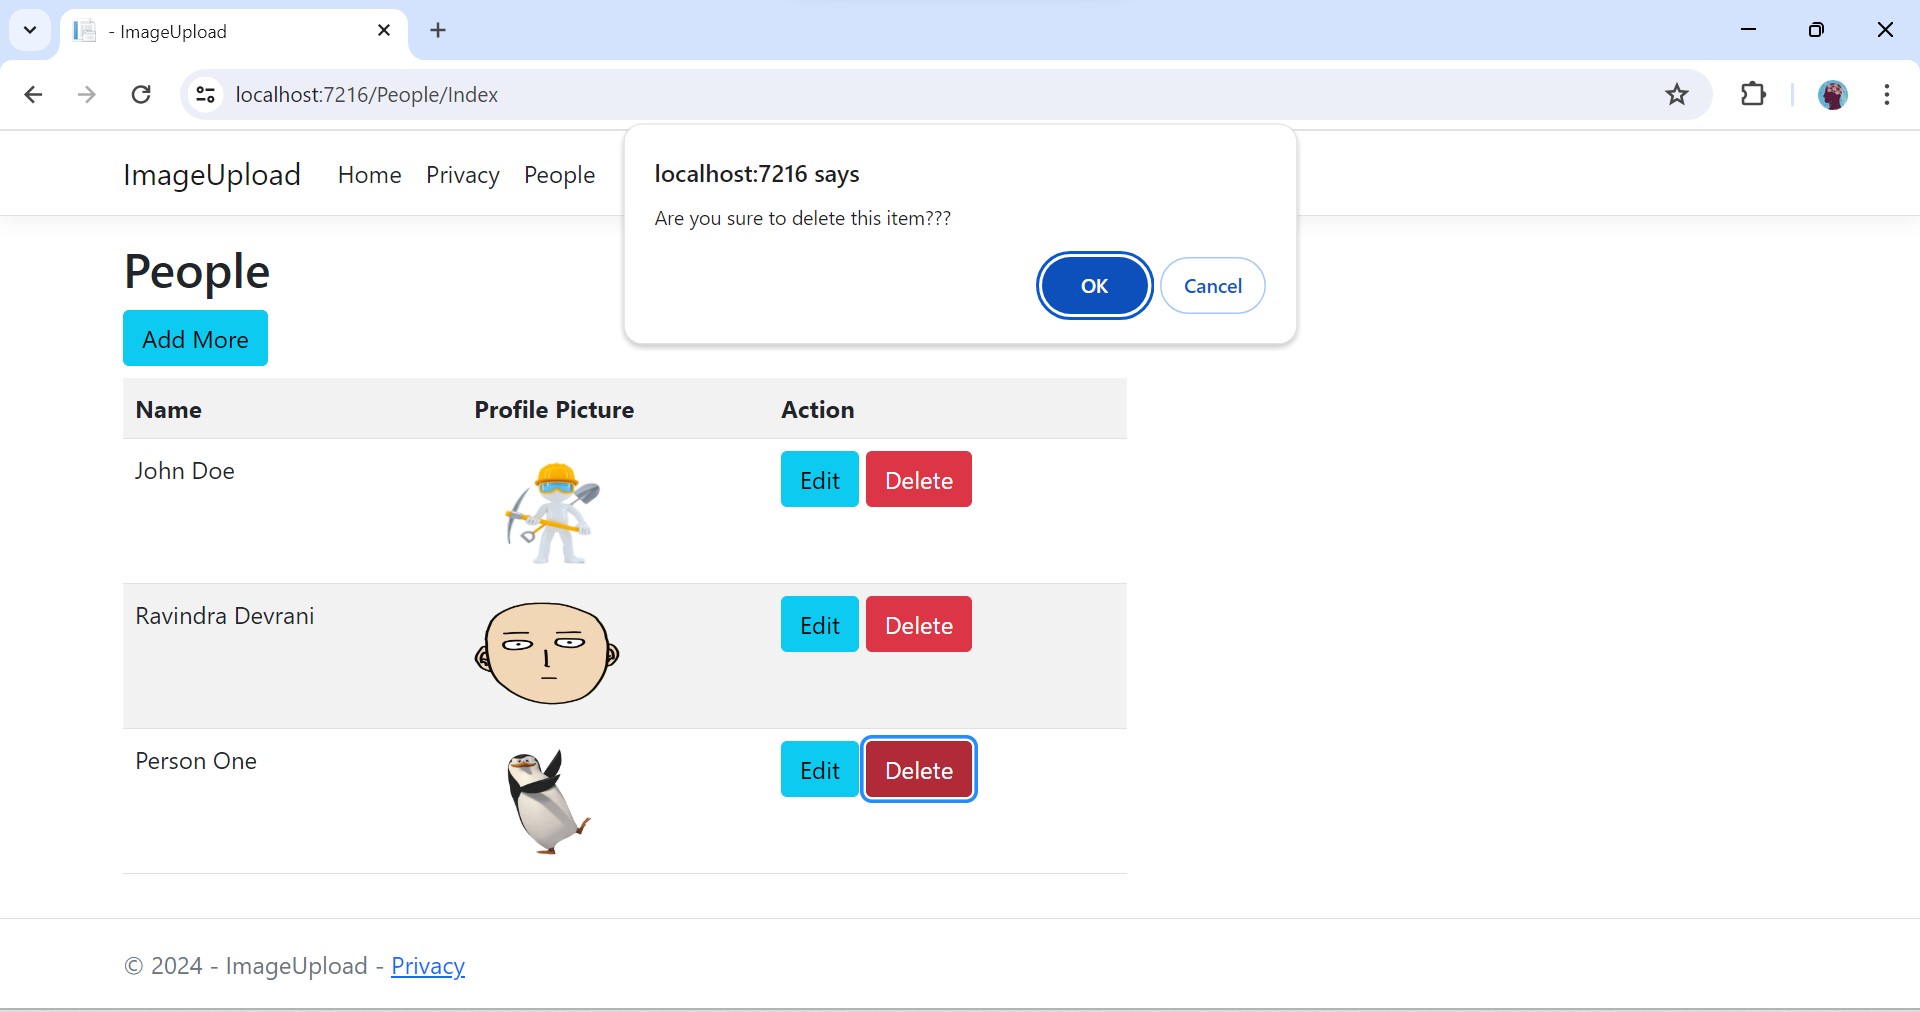 - ImageUpload
localhost:7216/People/Index
ImageUpload Home Privacy People
localhost:7216 says
Are you sure to delete this item???
OK Cancel
People
Add More
Name Profile Picture Action
John Doe Edit Delete
Ravindra Devrani Edit Delete
Person One Edit Delete
© 2024 - ImageUpload - Privacy